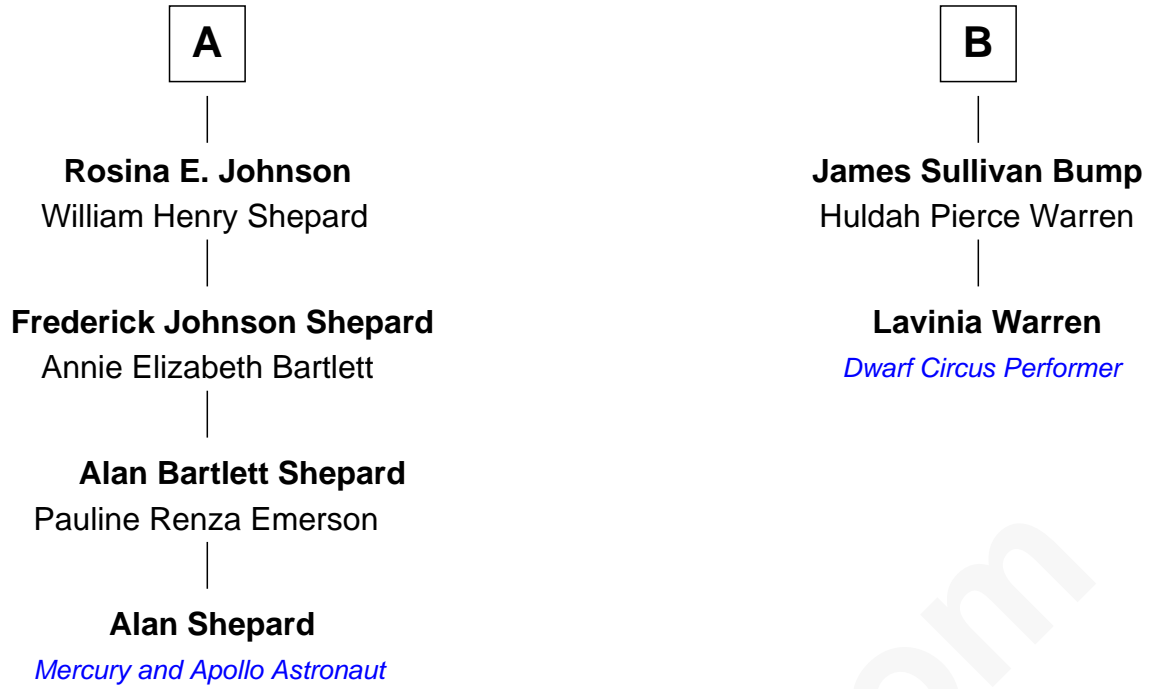 A
Rosina E. Johnson
William Henry Shepard
Frederick Johnson Shepard
Annie Elizabeth Bartlett
Alan Bartlett Shepard
Pauline Renza Emerson
Alan Shepard
Mercury and Apollo Astronaut
B
James Sullivan Bump
Huldah Pierce Warren
Lavinia Warren
Dwarf Circus Performer
om